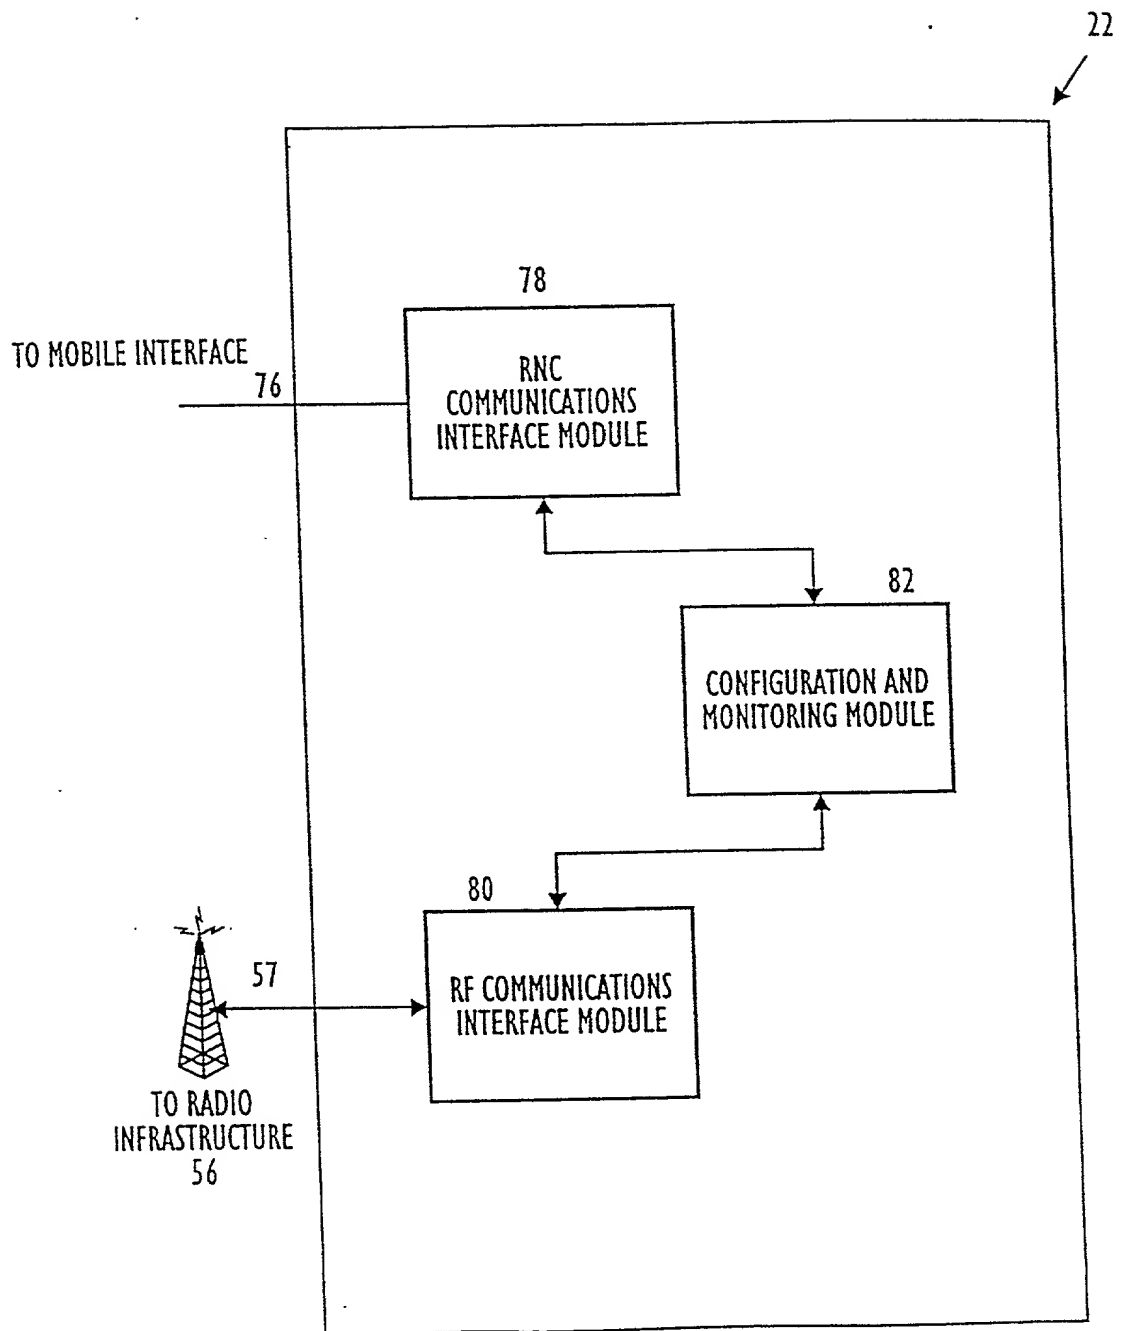 22
78
TO MOBILE INTERFACE
76
RNC
COMMUNICATIONS
INTERFACE MODULE
82
CONFIGURATION AND
MONITORING MODULE
80
57
RF COMMUNICATIONS
INTERFACE MODULE
TO RADIO
INFRASTRUCTURE
56